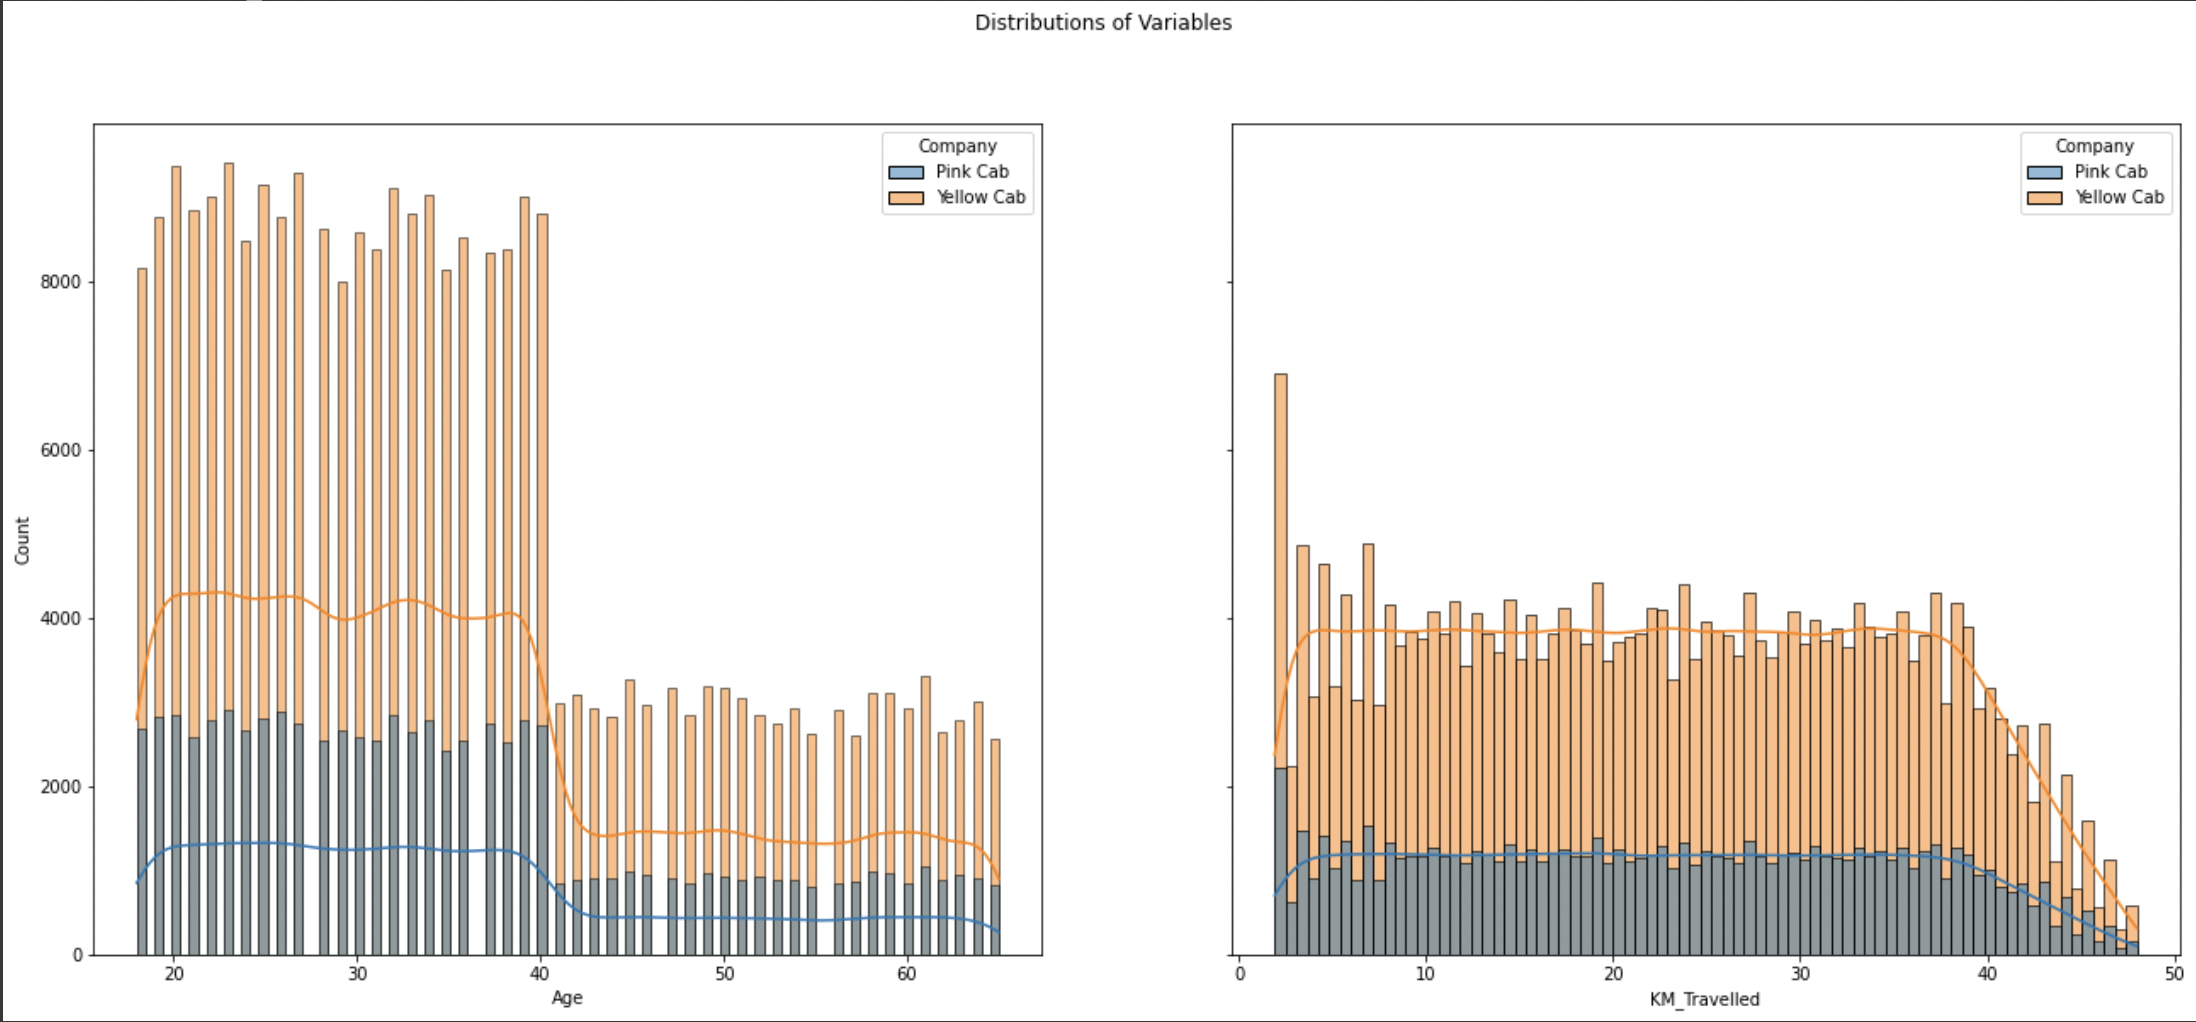 Distributions of Variables
Company
Pink Cab
Yellow Cab
8000
6000
4000
2000
0
Count
20 30 40 50 60
Age
Company
Pink Cab
Yellow Cab
0 10 20 30 40 50
KM_Travelled